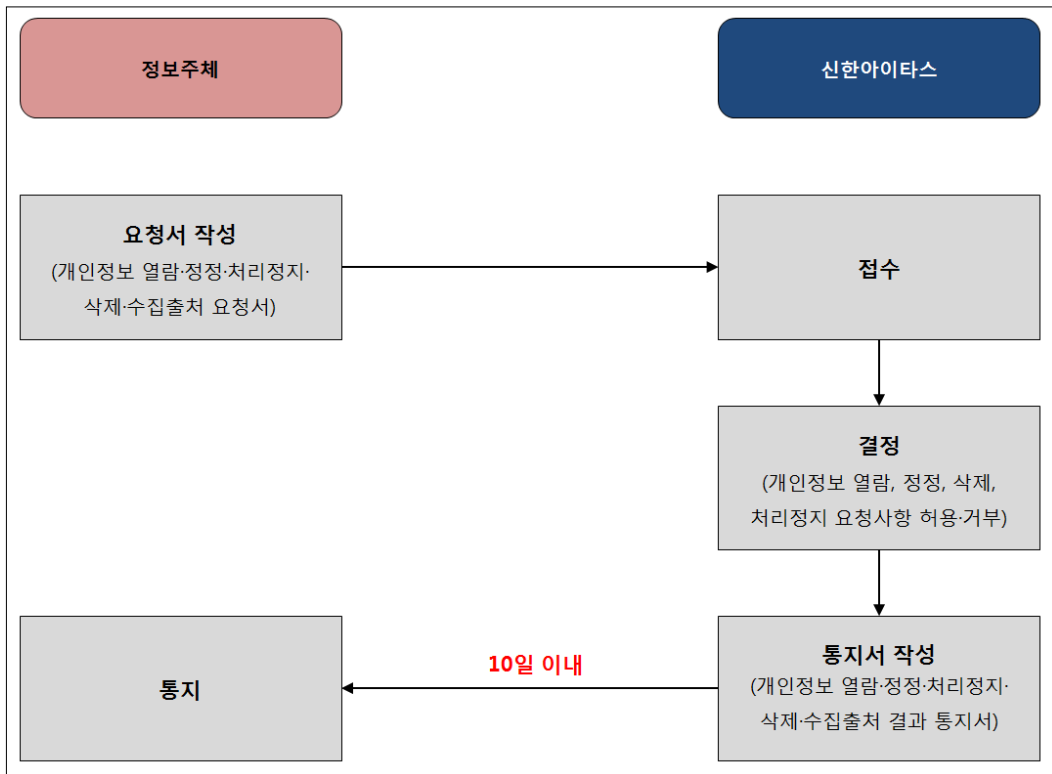 정보주체
신한아이타스
요청서 작성
(개인정보 열람·정정·처리정지·
삭제·수집출처 요청서)
접수
결정
(개인정보 열람, 정정, 삭제,
처리정지 요청사항 허용·거부)
통지
10일 이내
통지서 작성
(개인정보 열람·정정·처리정지·
삭제·수집출처 결과 통지서)